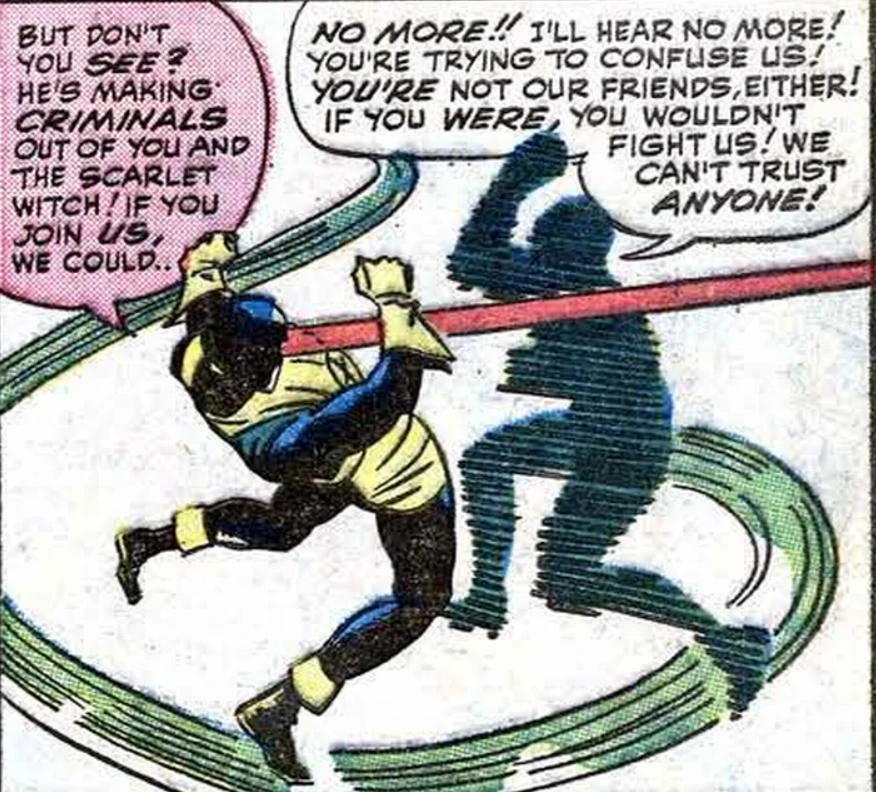 BUT DON'T
YOU SEE?
HE'S MAKING
CRIMINALS
OUT OF YOU AND
THE SCARLET
WITCH! IF YOU
JOIN US,
WE COULD..
NO MORE!! I'LL HEAR NO MORE!
YOU'RE TRYING TO CONFUSE US!
YOU'RE NOT OUR FRIENDS, EITHER!
IF YOU WERE, YOU WOULDN'T
FIGHT US! WE
CAN'T TRUST
ANYONE!